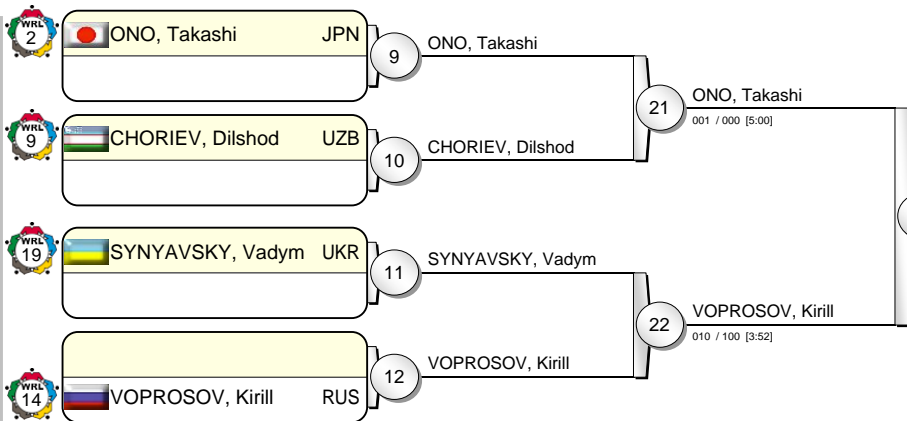 WRL 2 ONO, Takashi JPN
9
ONO, Takashi
WRL 9 CHORIEV, Dilshod UZB
10
CHORIEV, Dilshod
21
ONO, Takashi
001 / 000 [5:00]
WRL 19 SYNYAVSKY, Vadym UKR
11
SYNYAVSKY, Vadym
WRL 14 VOPROSOV, Kirill RUS
12
VOPROSOV, Kirill
22
VOPROSOV, Kirill
010 / 100 [3:52]